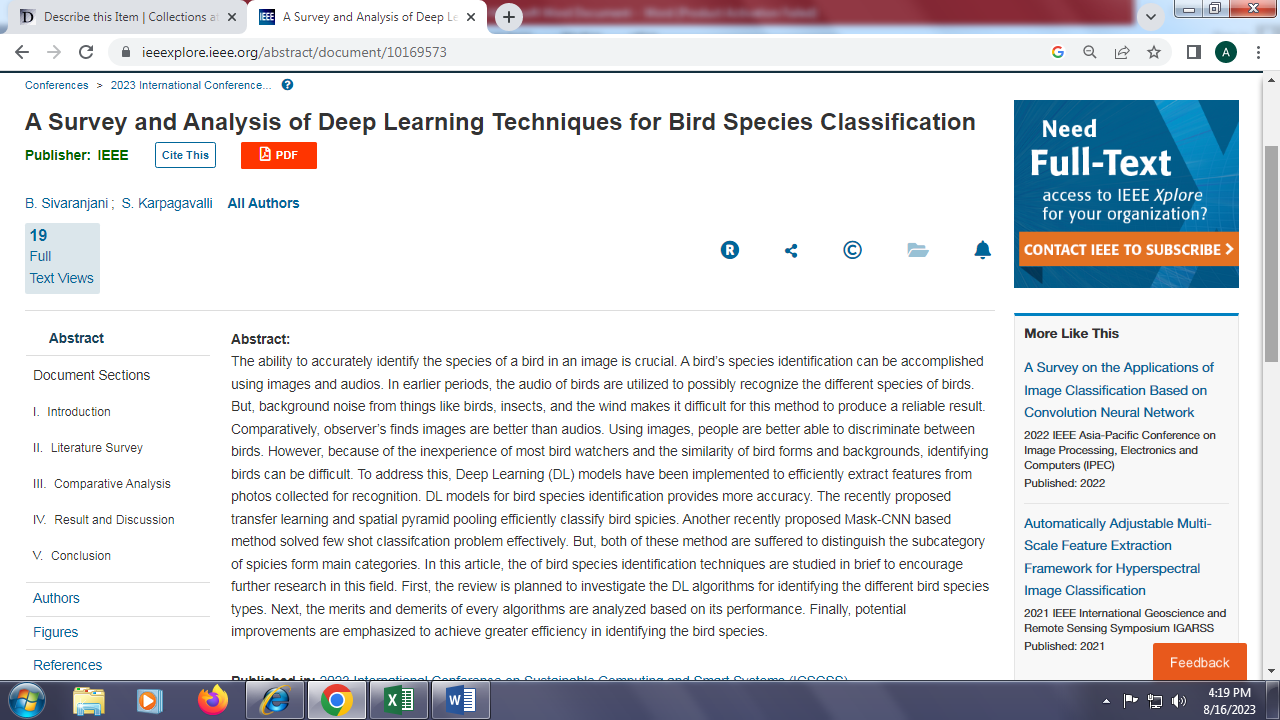 Describe this Item | Collections at
IEEE
A Survey and Analysis of Deep Le
ieeexplore.ieee.org/abstract/document/10169573
A
Conferences > 2023 International Conference...
A Survey and Analysis of Deep Learning Techniques for Bird Species Classification
Publisher: IEEE
Cite This
PDF
B. Sivaranjani ; S. Karpagavalli All Authors
19
Full
Text Views
Abstract
Document Sections
I. Introduction
II. Literature Survey
III. Comparative Analysis
IV. Result and Discussion
V. Conclusion
Authors
Figures
References
Abstract:
The ability to accurately identify the species of a bird in an image is crucial. A bird's species identification can be accomplished
using images and audios. In earlier periods, the audio of birds are utilized to possibly recognize the different species of birds.
But, background noise from things like birds, insects, and the wind makes it difficult for this method to produce a reliable result.
Comparatively, observer's finds images are better than audios. Using images, people are better able to discriminate between
birds. However, because of the inexperience of most bird watchers and the similarity of bird forms and backgrounds, identifying
birds can be difficult. To address this, Deep Learning (DL) models have been implemented to efficiently extract features from
photos collected for recognition. DL models for bird species identification provides more accuracy. The recently proposed
transfer learning and spatial pyramid pooling efficiently classify bird spicies. Another recently proposed Mask-CNN based
method solved few shot classifcation problem effectively. But, both of these method are suffered to distinguish the subcategory
of spicies form main categories. In this article, the of bird species identification techniques are studied in brief to encourage
further research in this field. First, the review is planned to investigate the DL algorithms for identifying the different bird species
types. Next, the merits and demerits of every algorithms are analyzed based on its performance. Finally, potential
improvements are emphasized to achieve greater efficiency in identifying the bird species.
Published in: 2023 International Conference on Sustainable Computing and Smart Systems (ICSCSS)
Need
Full-Text
access to IEEE Xplore
for your organization?
CONTACT IEEE TO SUBSCRIBE
More Like This
A Survey on the Applications of
Image Classification Based on
Convolution Neural Network
2022 IEEE Asia-Pacific Conference on
Image Processing, Electronics and
Computers (IPEC)
Published: 2022
Automatically Adjustable Multi-
Scale Feature Extraction
Framework for Hyperspectral
Image Classification
2021 IEEE International Geoscience and
Remote Sensing Symposium IGARSS
Published: 2021
Feedback
4:19 PM
8/16/2023